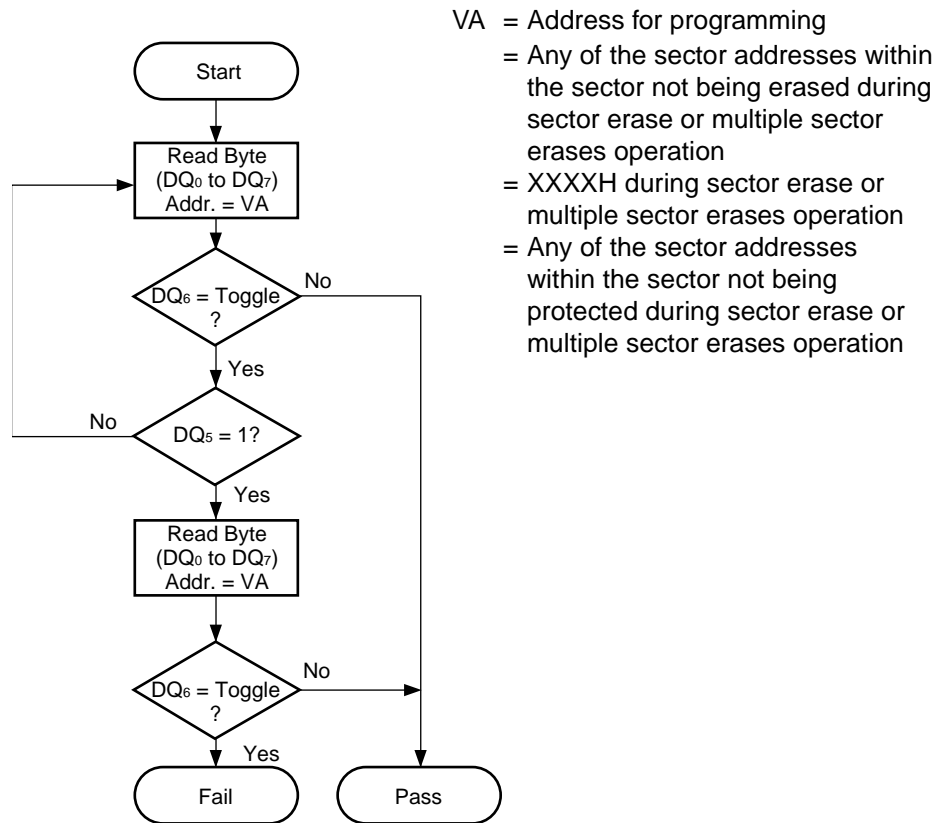 Start
Read Byte
(DQ0 to DQ7)
Addr. = VA
DQ6 = Toggle
?
No
Yes
DQ5 = 1?
No
Yes
Read Byte
(DQ0 to DQ7)
Addr. = VA
DQ6 = Toggle
?
No
Yes
Fail
Pass
VA = Address for programming
= Any of the sector addresses within
the sector not being erased during
sector erase or multiple sector
erases operation
= XXXXH during sector erase or
multiple sector erases operation
= Any of the sector addresses
within the sector not being
protected during sector erase or
multiple sector erases operation